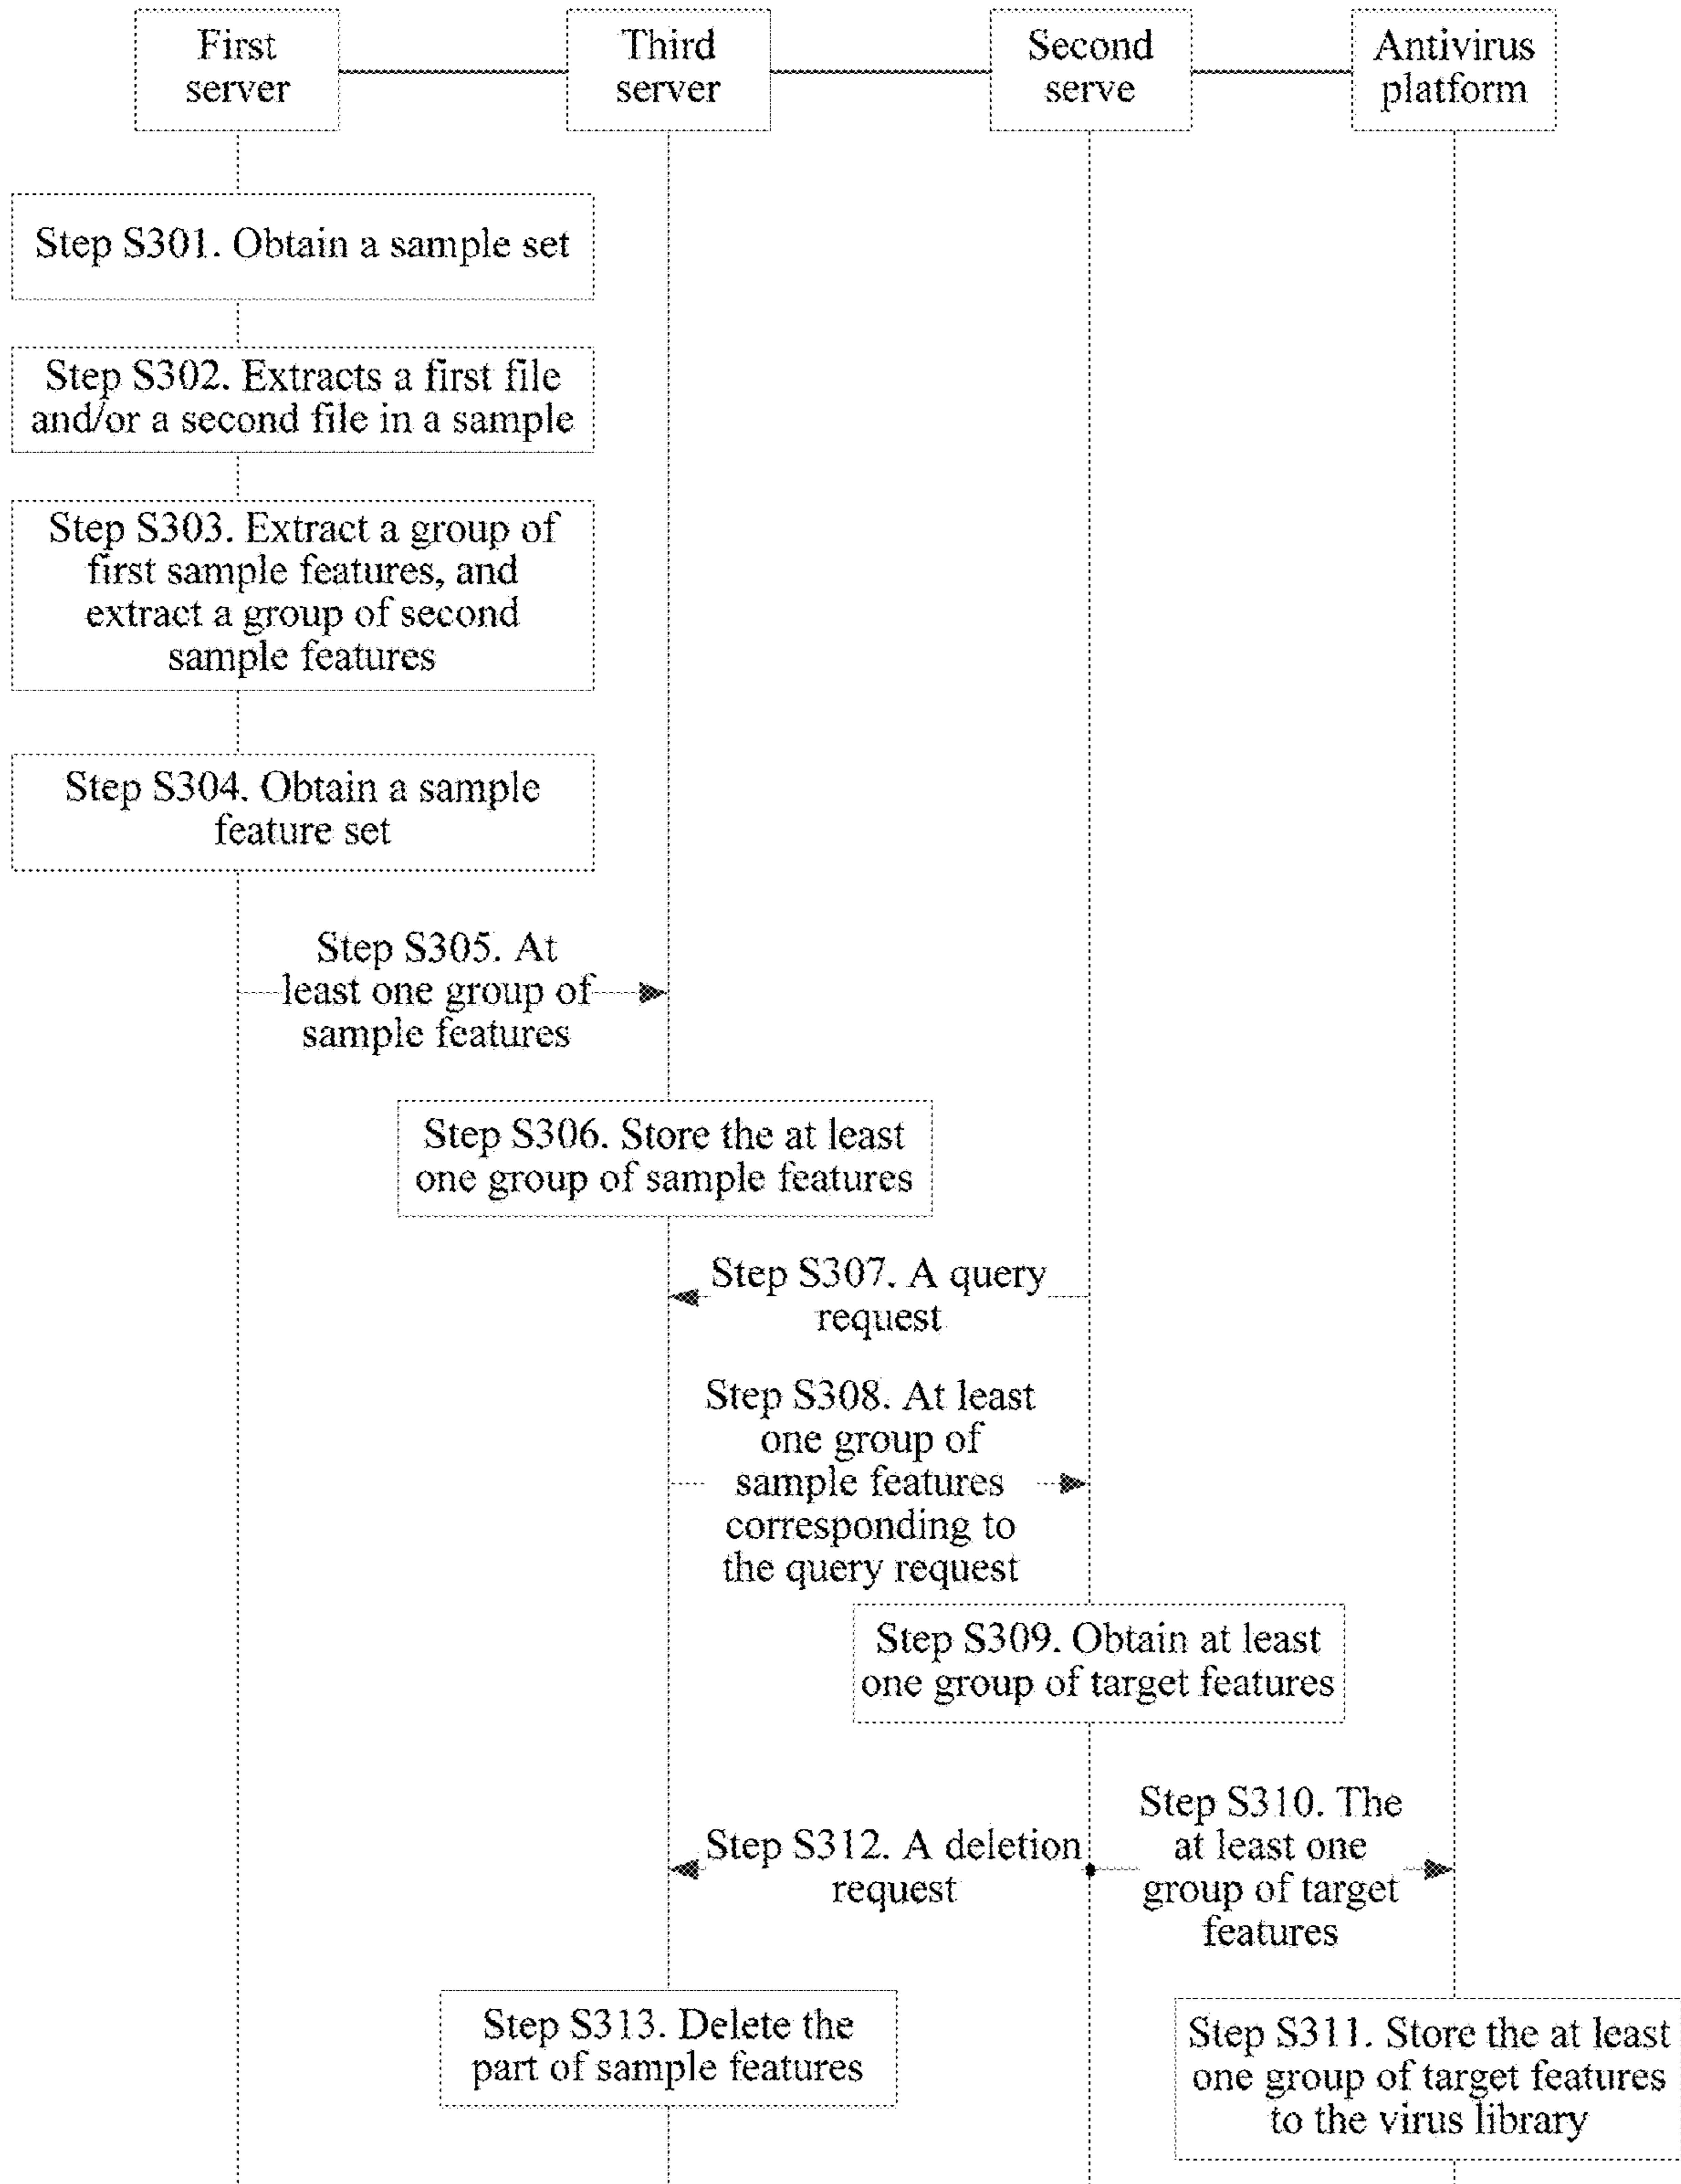 First
server
Third
server
Second
serve
Antivirus
platform
Step S301. Obtain a sample set
Step S302. Extracts a first file
and/or a second file in a sample
Step S303. Extract a group of
first sample features, and
extract a group of second
sample features
Step S304. Obtain a sample
feature set
Step S305. At
least one group of
sample features
Step S306. Store the at least
one group of sample features
Step S307. A query
request
Step S308. At least
one group of
sample features
corresponding to
the query request
Step S309. Obtain at least
one group of target features
Step S310. The
at least one
group of target
features
Step S312. A deletion
request
Step S313. Delete the
part of sample features
Step S311. Store the at least
one group of target features
to the virus library